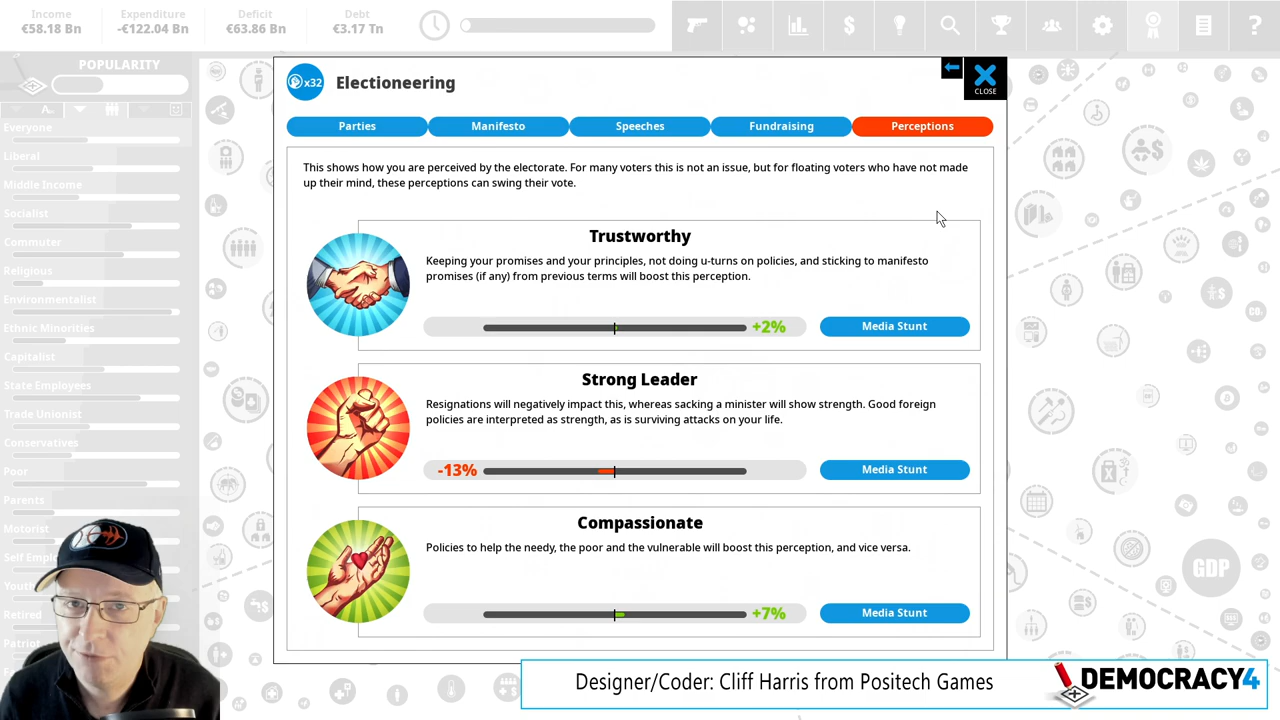 Income
Expenditure
Deficit
Debt
€58.18 Bn
-€122.04 Bn
€63.86 Bn
€3.17 Tn
POPULARITY
A..
Everyone
Liberal
Middle Income
Socialist
Commuter
Religious
Environmentalist
Ethnic Minorities
Capitalist
State Employees
Trade Unionist
Conservatives
Poor
Parents
Motorist
Self Emplo
Youth
Retired
Patriot
x32
Electioneering
CLOSE
Parties
Manifesto
Speeches
Fundraising
Perceptions
This shows how you are perceived by the electorate. For many voters this is not an issue, but for floating voters who have not made
up their mind, these perceptions can swing their vote.
Trustworthy
Keeping your promises and your principles, not doing u-turns on policies, and sticking to manifesto
promises (if any) from previous terms will boost this perception.
+2%
Media Stunt
Strong Leader
Resignations will negatively impact this, whereas sacking a minister will show strength. Good foreign
policies are interpreted as strength, as is surviving attacks on your life.
-13%
Media Stunt
Compassionate
Policies to help the needy, the poor and the vulnerable will boost this perception, and vice versa.
+7%
Media Stunt
GDP
Designer/Coder: Cliff Harris from Positech Games
DEMOCRACY4